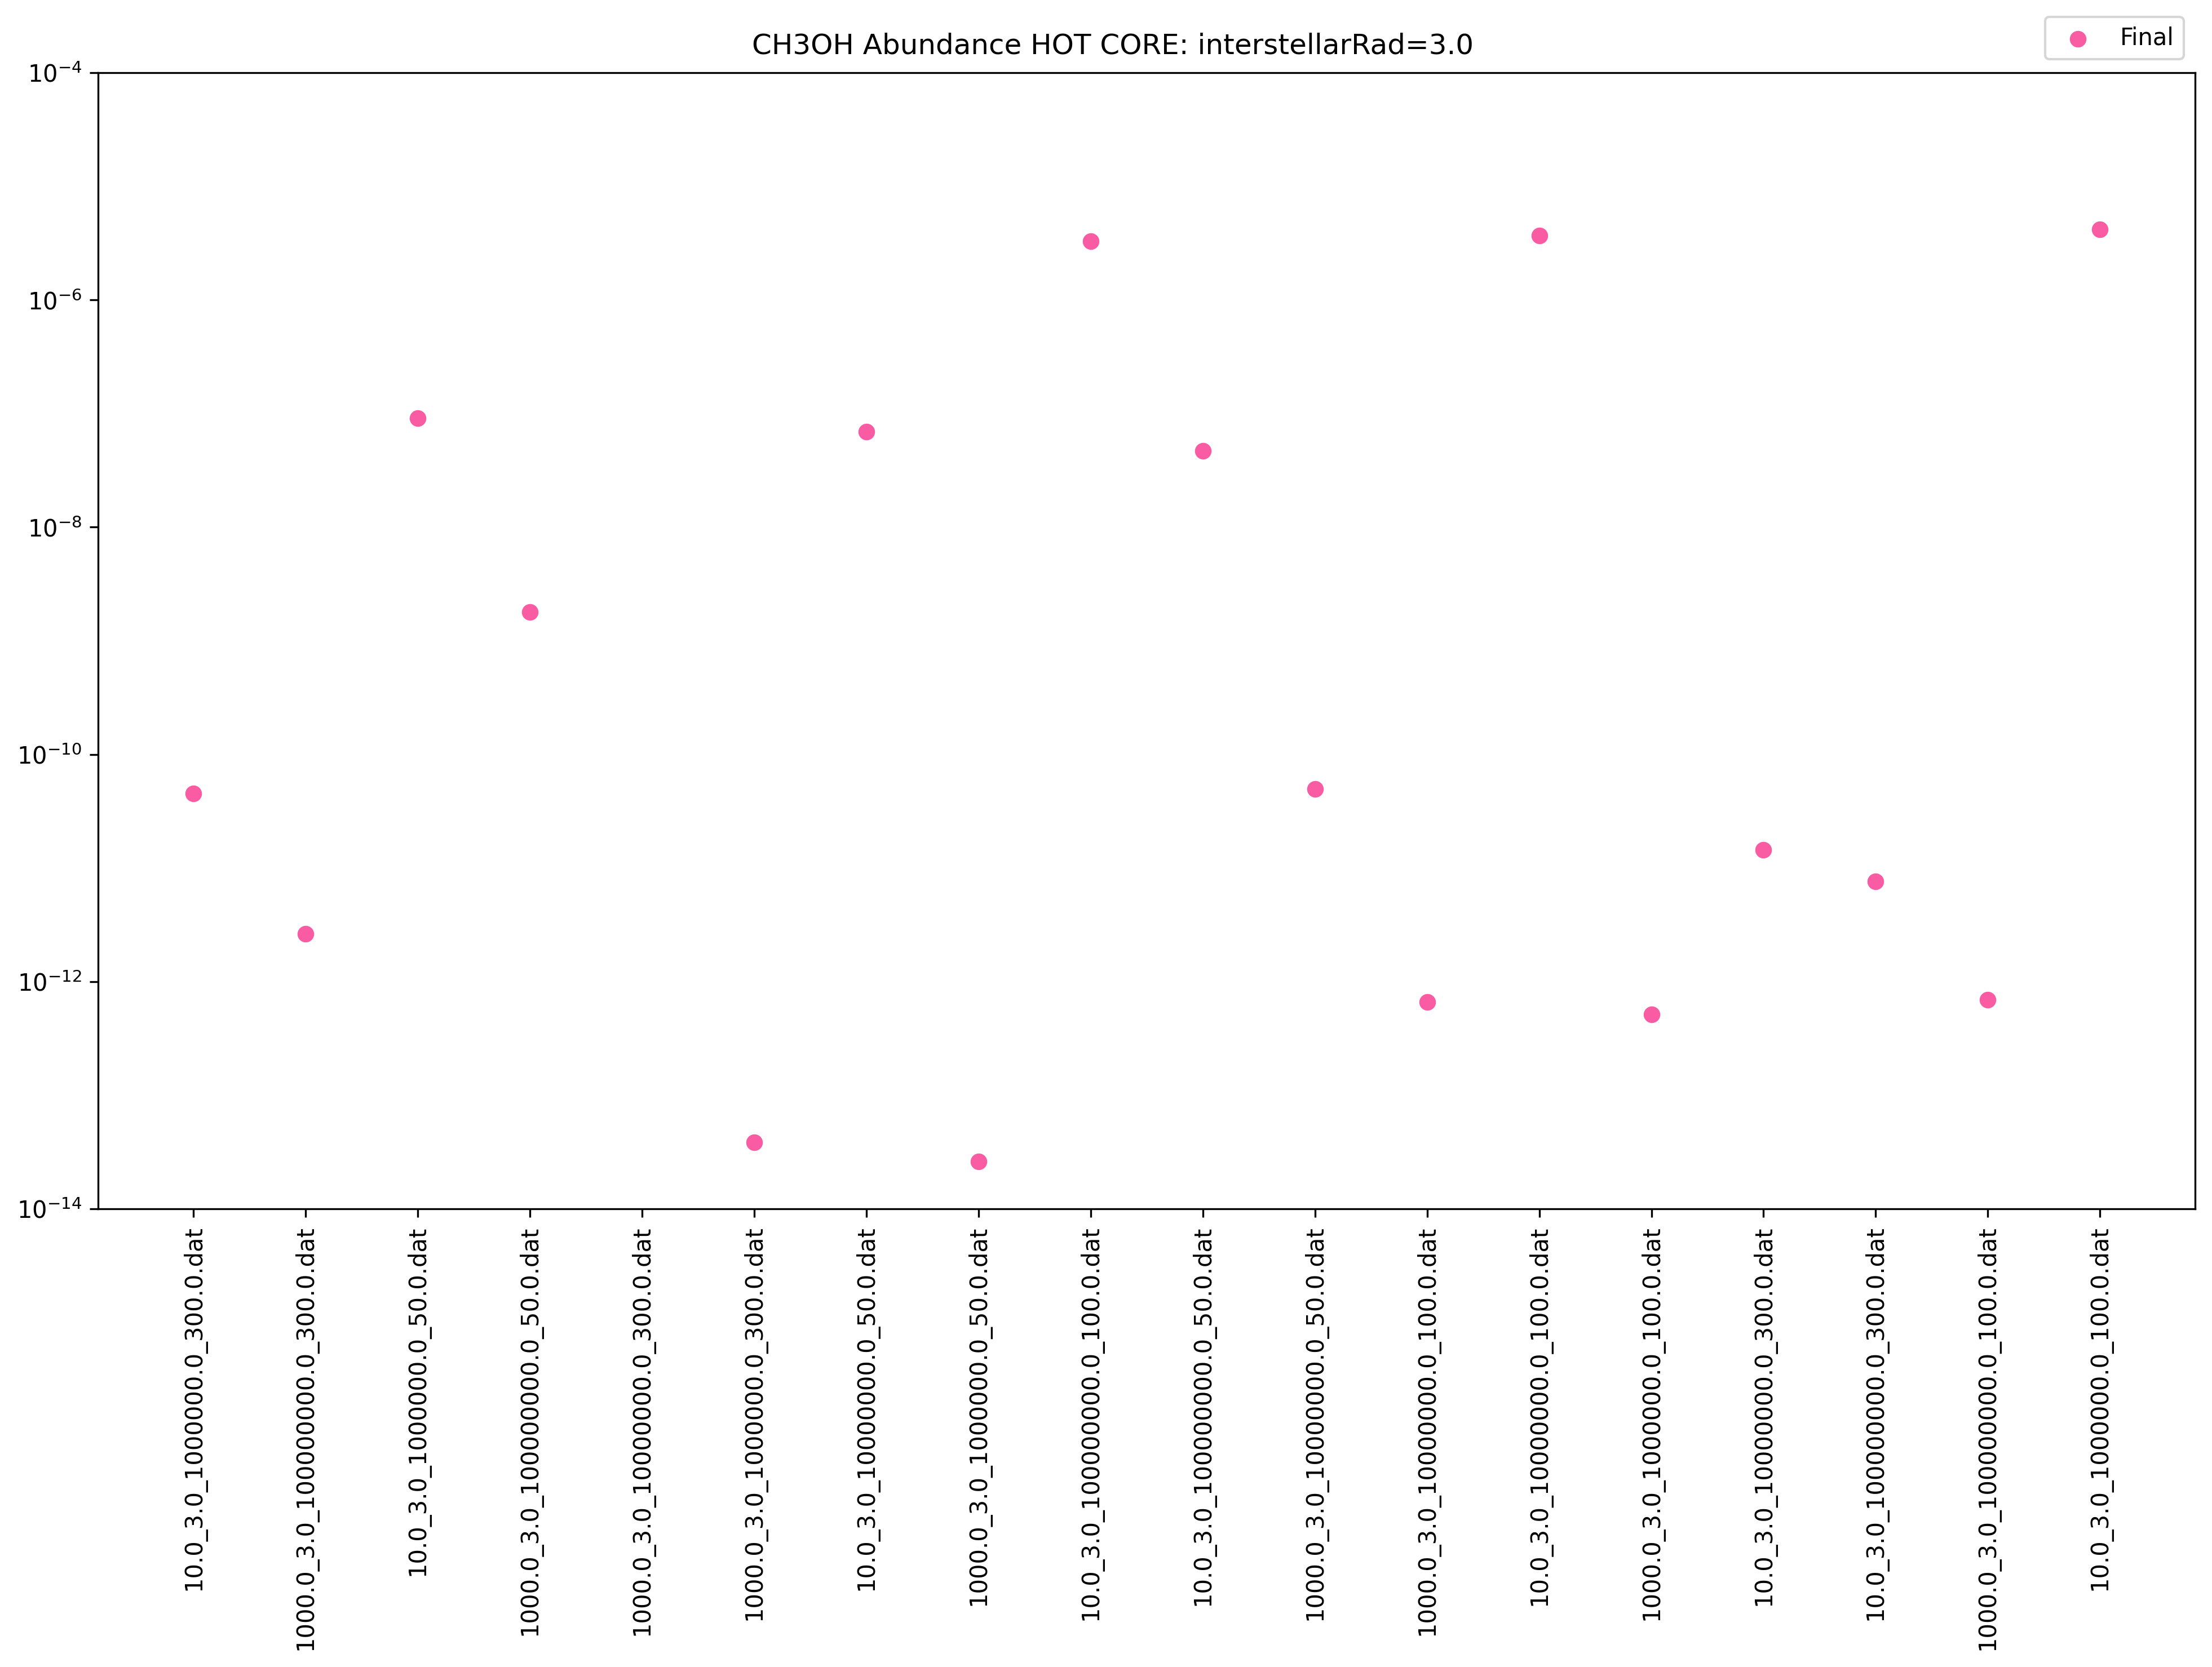 CH3OH Abundance HOT CORE: interstellarRad=3.0
Final
10⁻⁴
10⁻⁶
10⁻⁸
10⁻¹⁰
10⁻¹²
10⁻¹⁴
10.0_3.0_1000000.0_300.0.dat
1000.0_3.0_100000000.0_300.0.dat
10.0_3.0_1000000.0_50.0.dat
1000.0_3.0_100000000.0_50.0.dat
1000.0_3.0_10000000.0_300.0.dat
1000.0_3.0_1000000.0_300.0.dat
10.0_3.0_10000000.0_50.0.dat
1000.0_3.0_1000000.0_50.0.dat
10.0_3.0_100000000.0_100.0.dat
10.0_3.0_100000000.0_50.0.dat
1000.0_3.0_10000000.0_50.0.dat
1000.0_3.0_10000000.0_100.0.dat
10.0_3.0_10000000.0_100.0.dat
1000.0_3.0_1000000.0_100.0.dat
10.0_3.0_10000000.0_300.0.dat
10.0_3.0_100000000.0_300.0.dat
1000.0_3.0_100000000.0_100.0.dat
10.0_3.0_1000000.0_100.0.dat